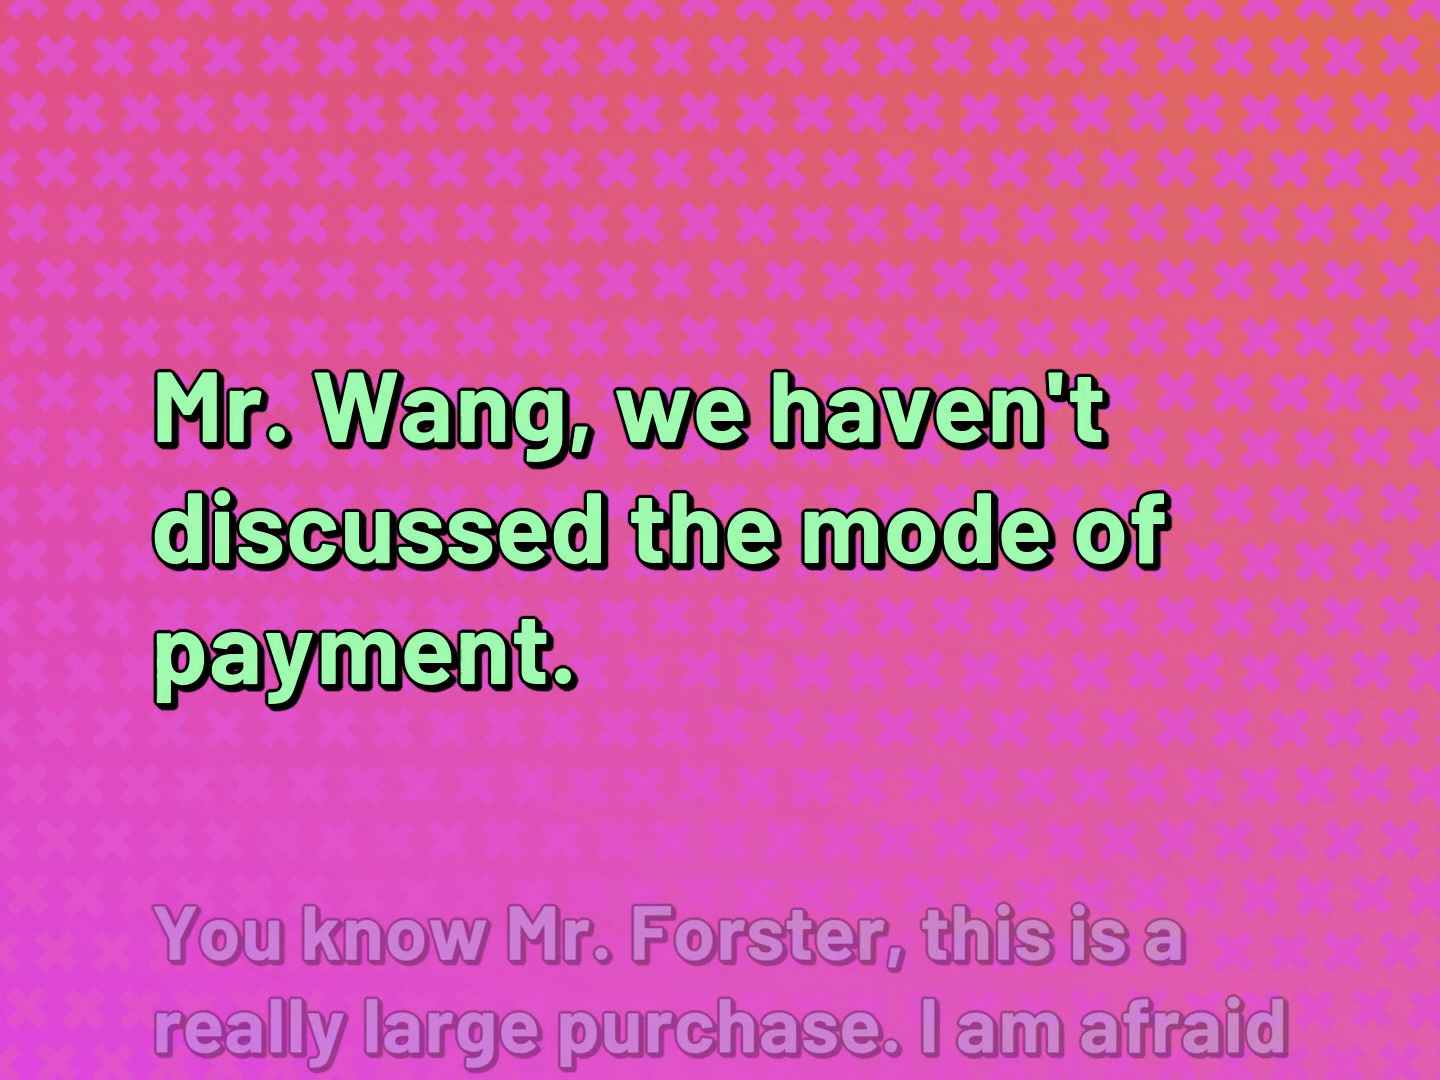 Mr. Wang, we haven't
discussed the mode of
payment.
You know Mr. Forster, this is a
really large purchase. I am afraid